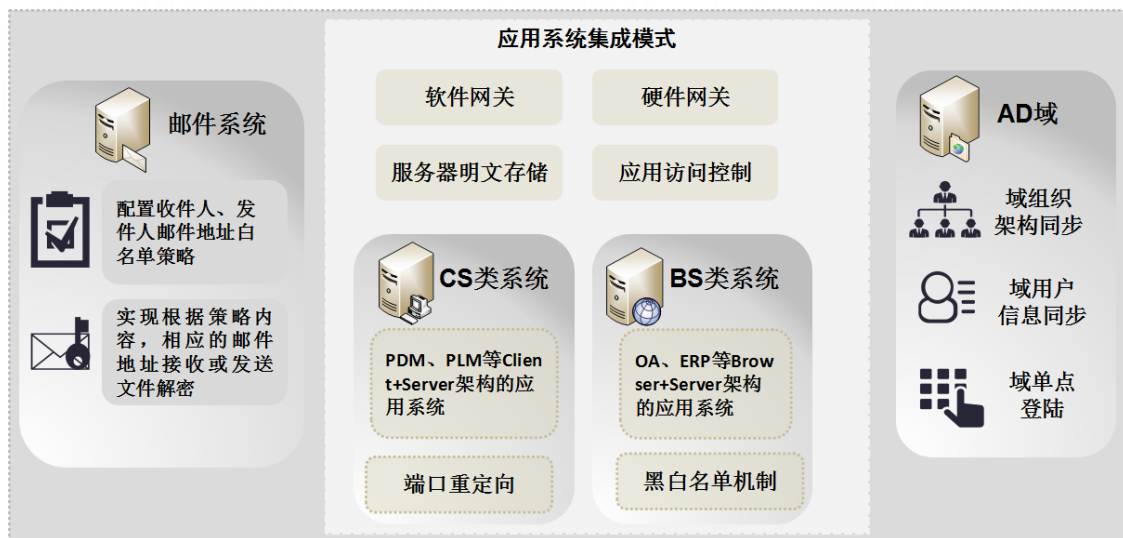 应用系统集成模式
软件网关
硬件网关
服务器明文存储
应用访问控制
邮件系统
配置收件人、发
件人邮件地址白
名单策略
实现根据策略内
容，相应的邮件
地址接收或发送
文件解密
CS类系统
PDM、PLM等Clien
t+Server架构的应
用系统
端口重定向
BS类系统
OA、ERP等Brow
ser+Server架构
的应用系统
黑白名单机制
AD域
域组织
架构同步
域用户
信息同步
域单点
登陆